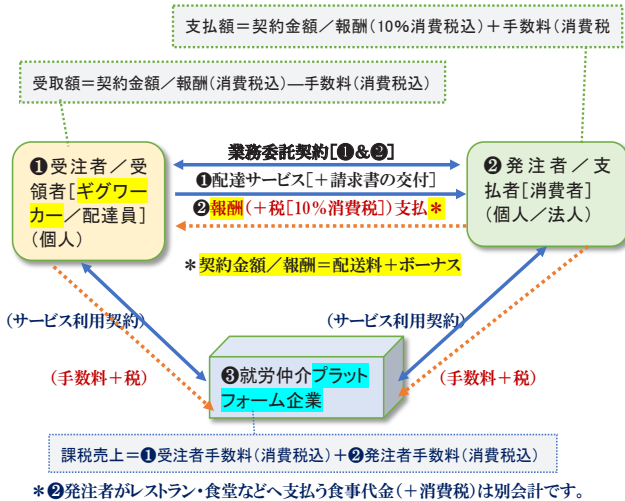 支払額＝契約金額／報酬(10％消費税込)＋手数料(消費税
受取額＝契約金額／報酬(消費税込)―手数料(消費税込)
業務委託契約[❶＆❷]
❶受注者／受
領者[ギグワー
カー／配達員]
(個人)
❶配達サービス[＋請求書の交付]
❷報酬(＋税[10％消費税])支払＊
❷発注者／支
払者[消費者]
(個人／法人)
＊契約金額／報酬＝配送料＋ボーナス
(サービス利用契約)
(サービス利用契約)
(手数料＋税)
(手数料＋税)
❸就労仲介プラット
フォーム企業
課税売上＝❶受注者手数料(消費税込)＋❷発注者手数料(消費税込)
＊❷発注者がレストラン・食堂などへ支払う食事代金(＋消費税)は別会計です。